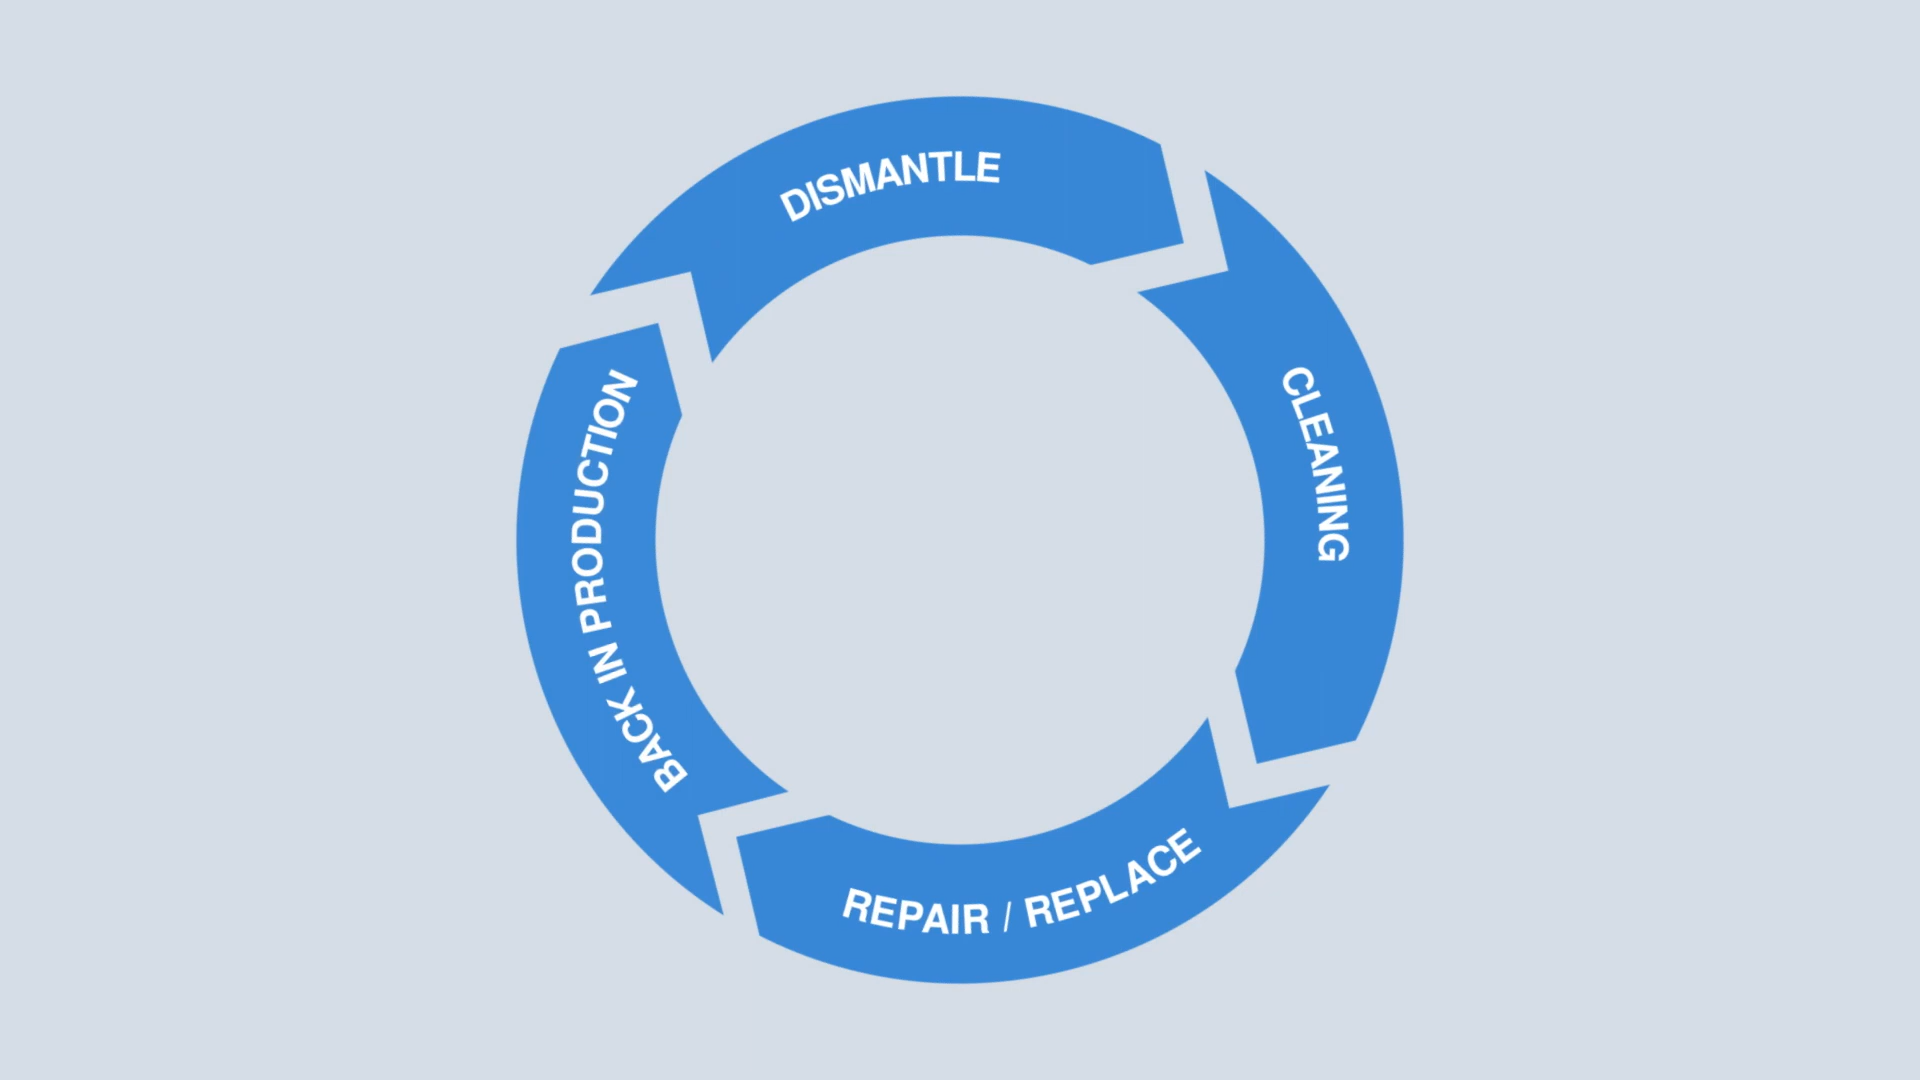 DISMANTLE
CLEANING
REPAIR / REPLACE
BACK IN PRODUCTION